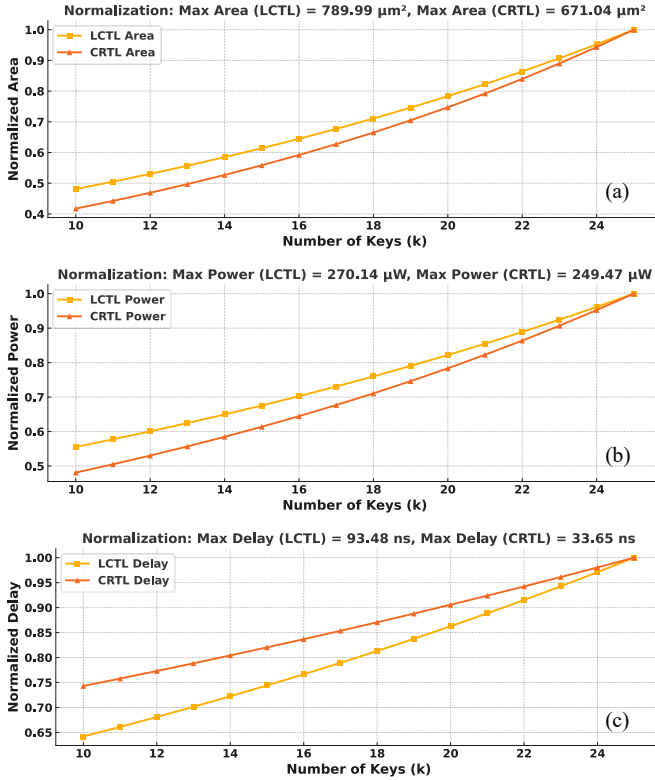 Normalization: Max Area (LCTL) = 789.99 μm², Max Area (CRTL) = 671.04 μm²
1.0
LCTL Area
CRTL Area
0.9
0.8
0.7
0.6
0.5
0.4
Normalized Area
(a)
10 12 14 16 18 20 22 24
Number of Keys (k)
Normalization: Max Power (LCTL) = 270.14 μW, Max Power (CRTL) = 249.47 μW
1.0
LCTL Power
CRTL Power
0.9
0.8
0.7
0.6
0.5
Normalized Power
(b)
10 12 14 16 18 20 22 24
Number of Keys (k)
Normalization: Max Delay (LCTL) = 93.48 ns, Max Delay (CRTL) = 33.65 ns
1.00
LCTL Delay
CRTL Delay
0.95
0.90
0.85
0.80
0.75
0.70
0.65
Normalized Delay
(c)
10 12 14 16 18 20 22 24
Number of Keys (k)